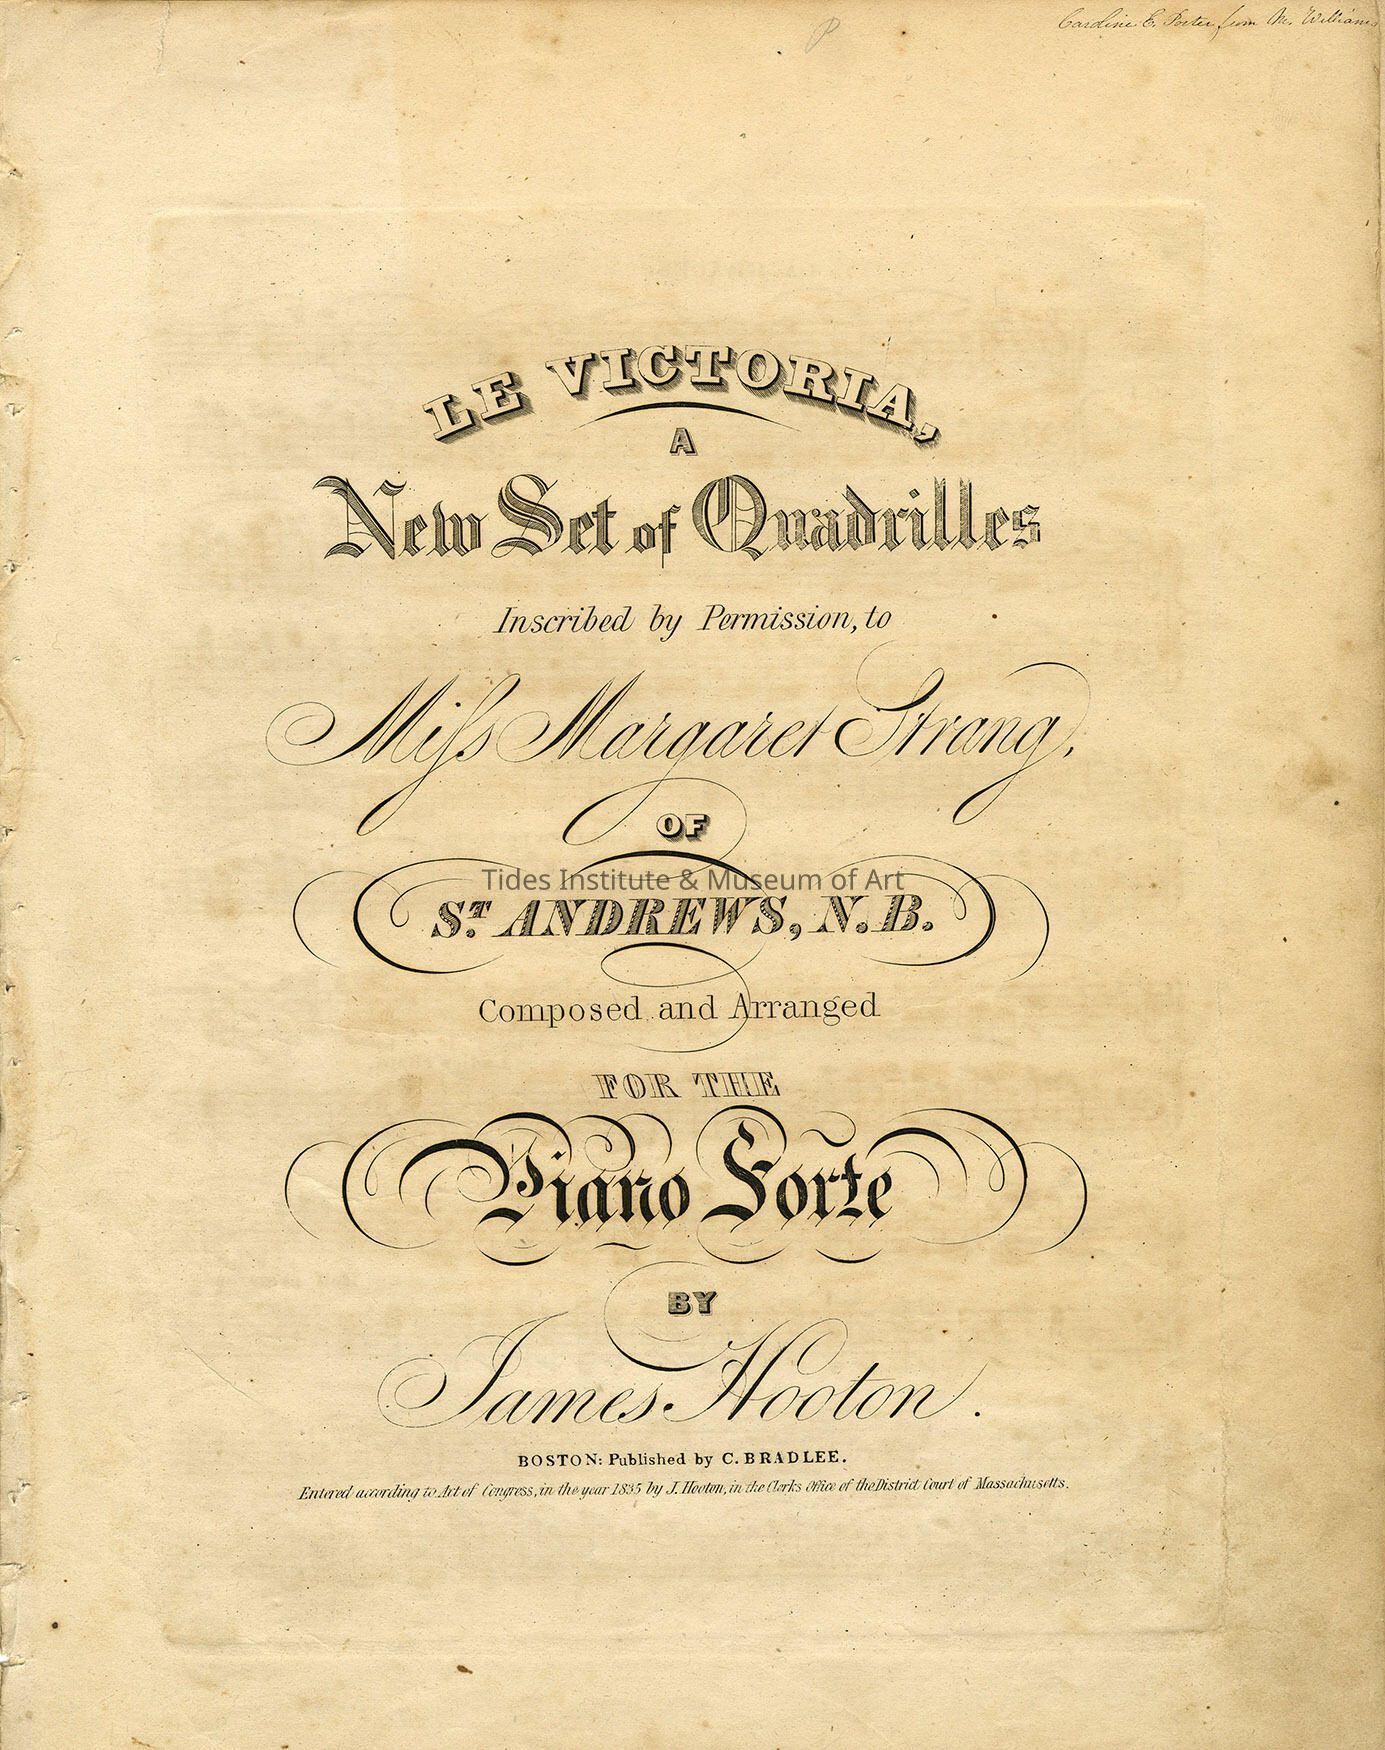 P
Caroline E. Porter from Mr. Williams
LE VICTORIA,
A
New Set of Quadrilles
Inscribed by Permission, to
Miſs Margaret Strang,
OF
Tides Institute & Museum of Art
ST. ANDREWS, N.B.
Composed and Arranged
FOR THE
Piano Forte
BY
James Hooton.
BOSTON: Published by C. BRADLEE.
Entered according to Act of Congress, in the year 1835 by J. Hooton, in the Clerks Office of the District Court of Massachusetts.